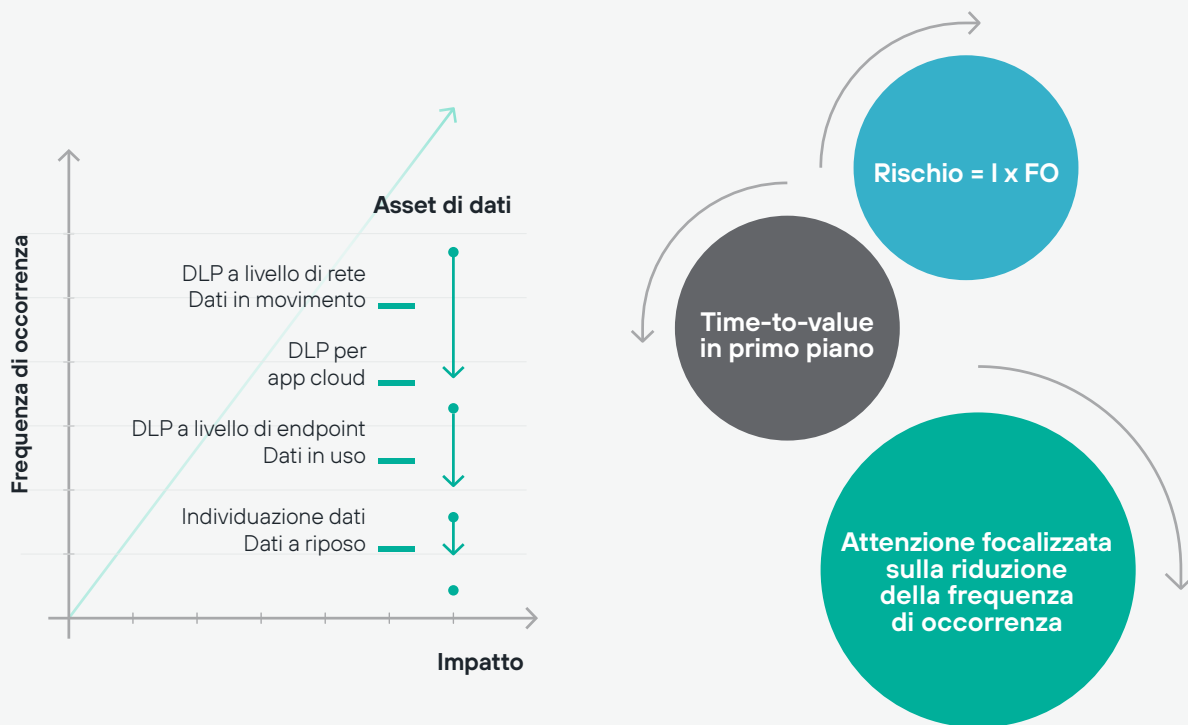 Frequenza di occorrenza
Asset di dati
DLP a livello di rete
Dati in movimento
DLP per
app cloud
DLP a livello di endpoint
Dati in uso
Individuazione dati
Dati a riposo
Impatto
Rischio = I x FO
Time-to-value
in primo piano
Attenzione focalizzata
sulla riduzione
della frequenza
di occorrenza